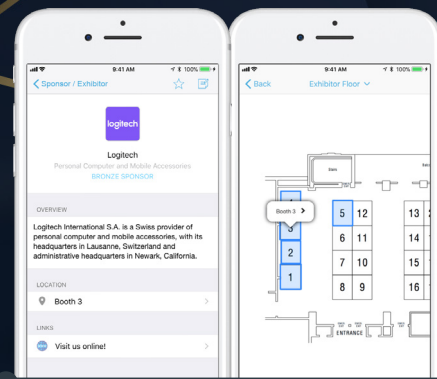 9:41 AM
100%
Sponsor / Exhibitor
logitech
Logitech
Personal Computer and Mobile Accessories
BRONZE SPONSOR
OVERVIEW
Logitech International S.A. is a Swiss provider of
personal computer and mobile accessories, with its
headquarters in Lausanne, Switzerland and
administrative headquarters in Newark, California.
LOCATION
Booth 3
LINKS
Visit us online!
9:41 AM
100%
Back
Exhibitor Floor
Booth 3
3
2
1
5 12
6 11
7 10
8 9
13
14
15
16
ENTRANCE